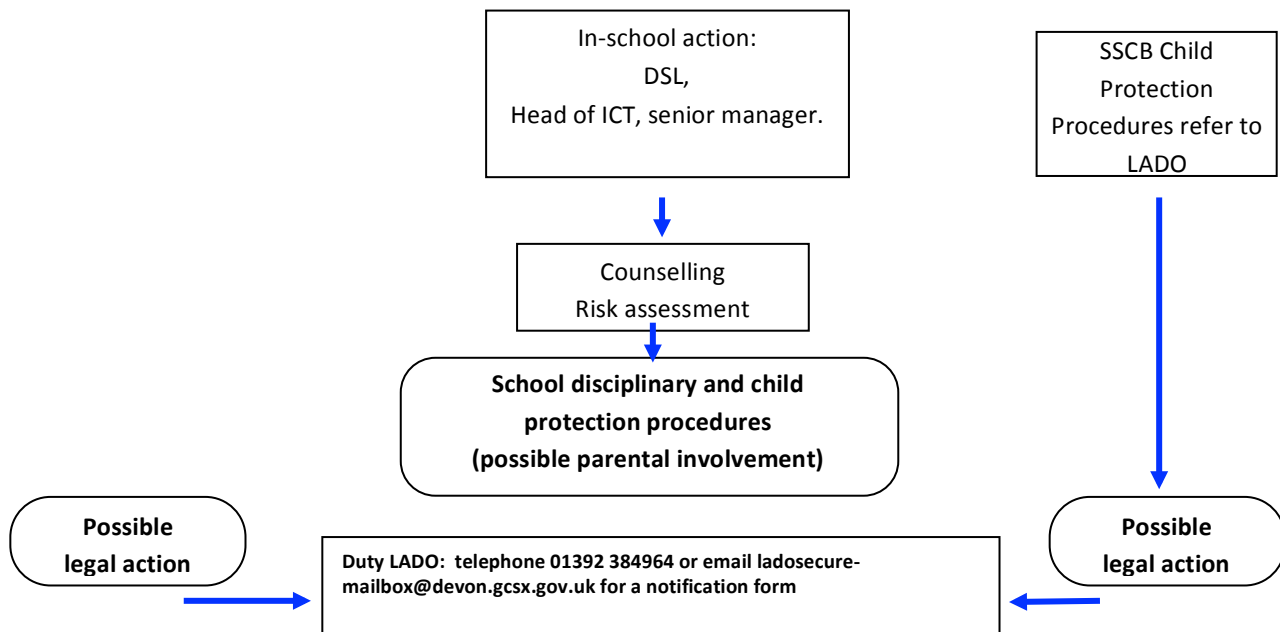 In-school action:
DSL,
Head of ICT, senior manager.
SSCB Child
Protection
Procedures refer to
LADO
Counselling
Risk assessment
School disciplinary and child
protection procedures
(possible parental involvement)
Possible
legal action
Duty LADO: telephone 01392 384964 or email ladosecure-
mailbox@devon.gcsx.gov.uk for a notification form
Possible
legal action